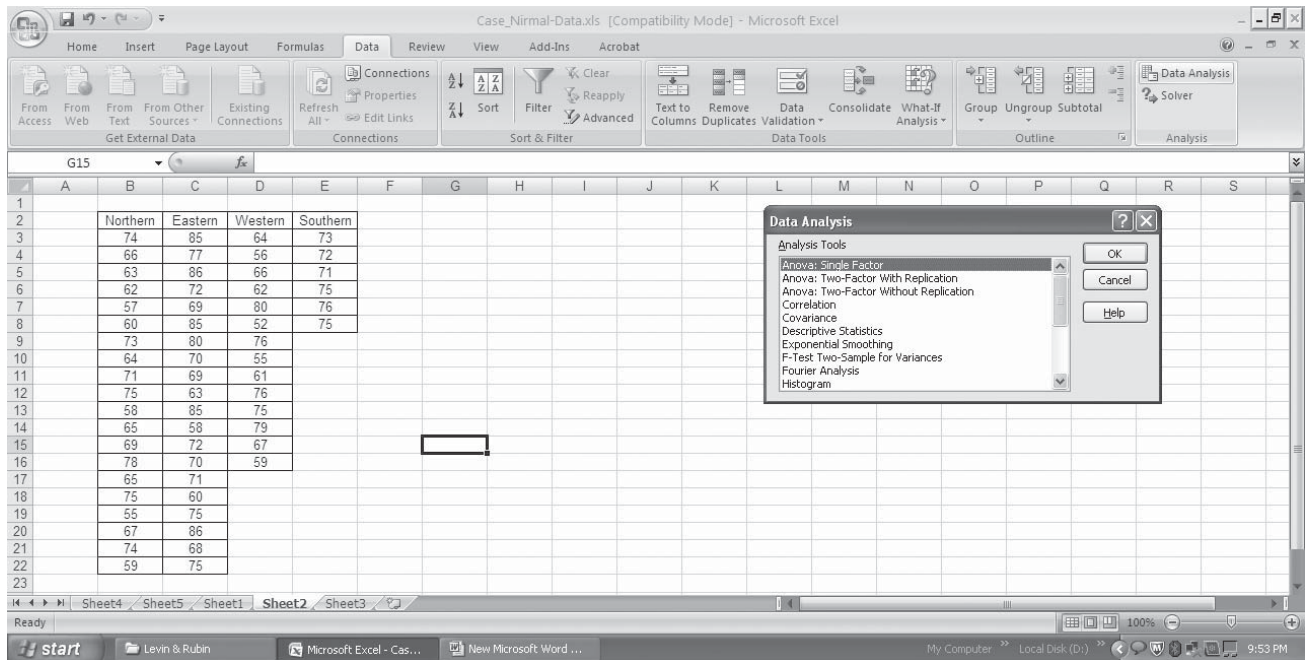 Case_Nirmal-Data.xls [Compatibility Mode] - Microsoft Excel
Home Insert Page Layout Formulas Data Review View Add-Ins Acrobat
From Access From Web From Text From Other Sources Existing Connections
Get External Data
Refresh All Connections Properties Edit Links
Connections
Sort Filter Clear Reapply Advanced
Sort & Filter
Text to Columns Remove Duplicates Data Validation Consolidate What-If Analysis
Data Tools
Group Ungroup Subtotal
Outline
Data Analysis
Solver
Analysis
G15 fx
A B C D E F G H I J K L M N O P Q R S
1
2 Northern Eastern Western Southern
3 74 85 64 73
4 66 77 56 72
5 63 86 66 71
6 62 72 62 75
7 57 69 80 76
8 60 85 52 75
9 73 80 76
10 64 70 55
11 71 69 61
12 75 63 76
13 58 85 75
14 65 58 79
15 69 72 67
16 78 70 59
17 65 71
18 75 60
19 55 75
20 67 86
21 74 68
22 59 75
23
Data Analysis
Analysis Tools
Anova: Single Factor
Anova: Two-Factor With Replication
Anova: Two-Factor Without Replication
Correlation
Covariance
Descriptive Statistics
Exponential Smoothing
F-Test Two-Sample for Variances
Fourier Analysis
Histogram
OK
Cancel
Help
Sheet4 Sheet5 Sheet1 Sheet2 Sheet3
Ready 100%
start Levin & Rubin Microsoft Excel - Cas... New Microsoft Word ... My Computer Local Disk (D:) 9:53 PM